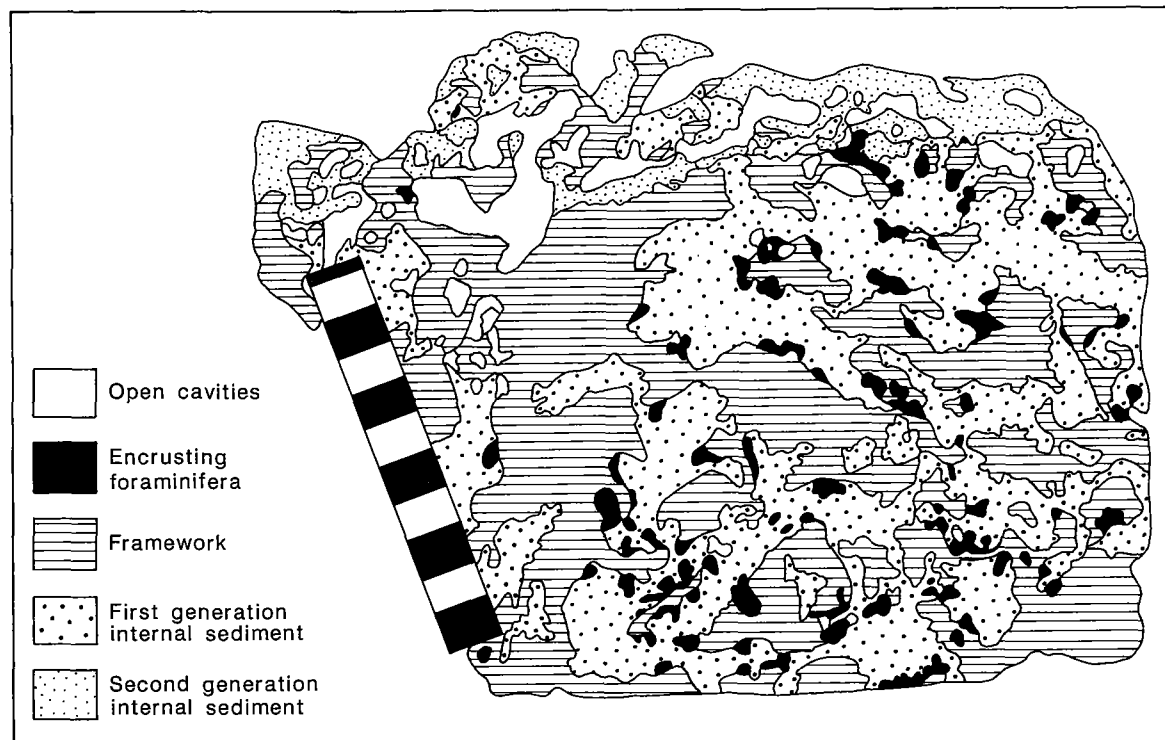 Open cavities
Encrusting
foraminifera
Framework
First generation
internal sediment
Second generation
internal sediment